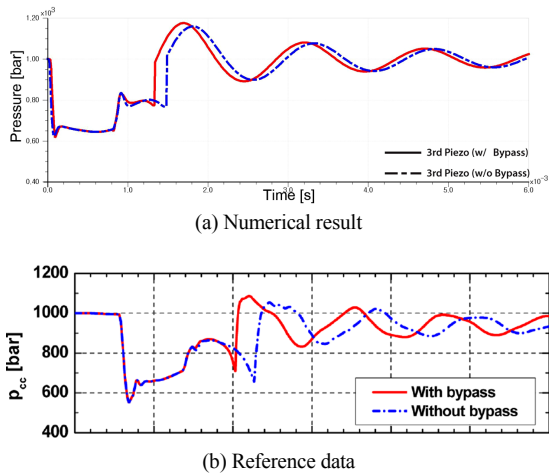 1.20 ×10³
1.00
0.80
0.60
0.40
Pressure [bar]
3rd Piezo (w/ Bypass)
3rd Piezo (w/o Bypass)
0.0 1.0 2.0 3.0 4.0 5.0 6.0 ×10⁻³
Time [s]
(a) Numerical result
1200
1000
800
600
400
p_cc [bar]
With bypass
Without bypass
(b) Reference data